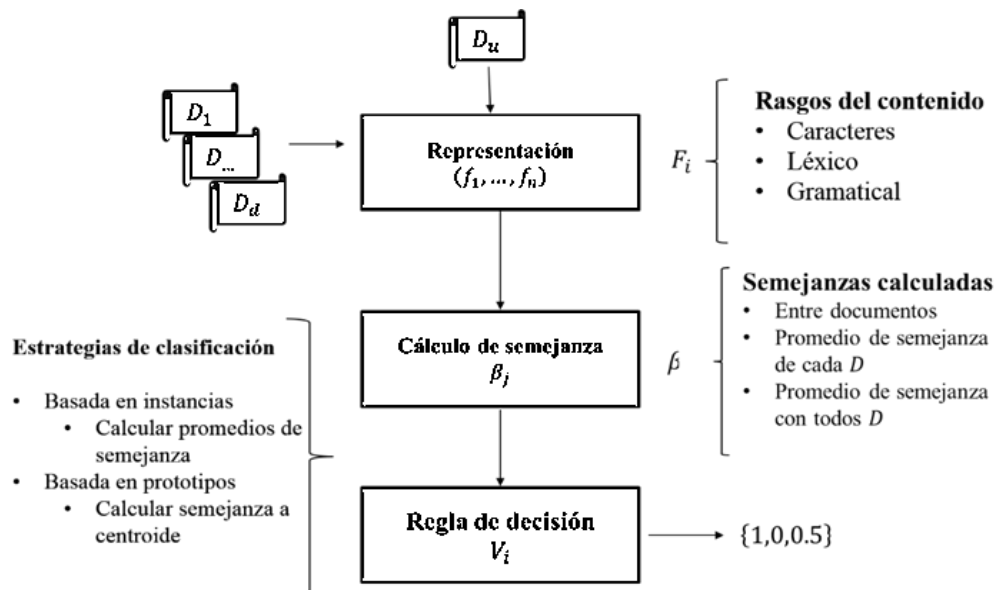 D_u
D_1
D_...
D_d
Representación
(f_1, ..., f_n)
F_i
Rasgos del contenido
• Caracteres
• Léxico
• Gramatical
Cálculo de semejanza
β_j
β
Semejanzas calculadas
• Entre documentos
• Promedio de semejanza
de cada D
• Promedio de semejanza
con todos D
Estrategias de clasificación
• Basada en instancias
• Calcular promedios de
semejanza
• Basada en prototipos
• Calcular semejanza a
centroide
Regla de decisión
V_i
{1,0,0.5}